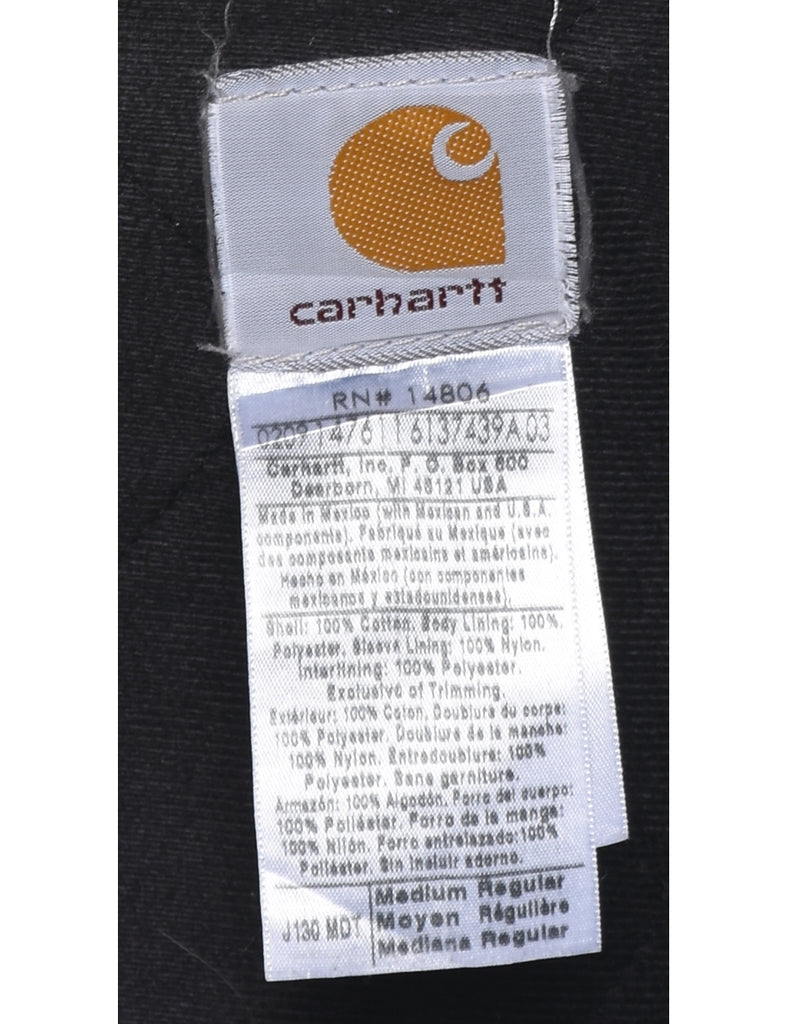 carhartt
RN# 14806
Carhartt, Inc. P. O. Box 600
Dearborn, MI 48121 USA
Made in Mexico (with Mexican and U.S.A.
components). Fabriqué au Mexique (avec
des composants mexicains et américains).
Hecho en México (con componentes
mexicanos y estadounidenses).
Shell: 100% Cotton. Body Lining: 100%
Polyester. Sleeve Lining: 100% Nylon.
Interlining: 100% Polyester.
Exclusive of Trimming.
Extérieur: 100% Coton. Doublure du corps:
100% Polyester. Doublure de la manche:
100% Nylon. Entredoublure: 100%
Polyester. Sans garniture.
Armazón: 100% Algodón. Forro del cuerpo:
100% Poliéster. Forro de la manga:
100% Nilón. Forro entrelazado: 100%
Poliéster. Sin incluir adorno.
J130 MDT
Medium Regular
Moyen Régulière
Mediana Regular